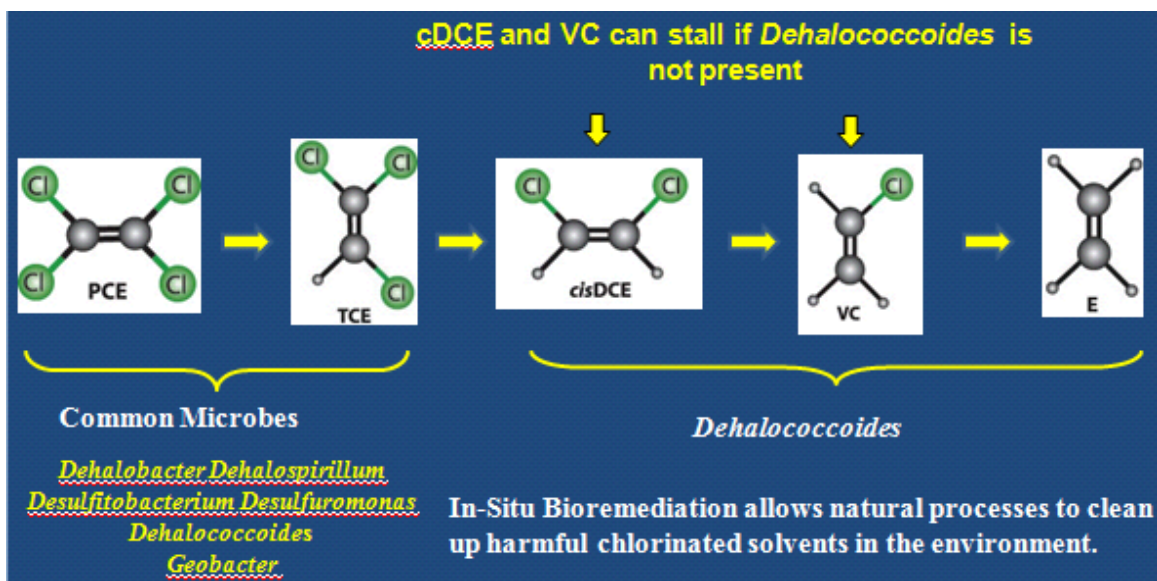 cDCE and VC can stall if Dehalococcoides is
not present
Cl Cl
Cl Cl
PCE
Cl Cl
Cl
TCE
Cl Cl
cisDCE
Cl
VC
E
Common Microbes
Dehalobacter Dehalospirillum
Desulfitobacterium Desulfuromonas
Dehalococcoides
Geobacter
Dehalococcoides
In-Situ Bioremediation allows natural processes to clean
up harmful chlorinated solvents in the environment.